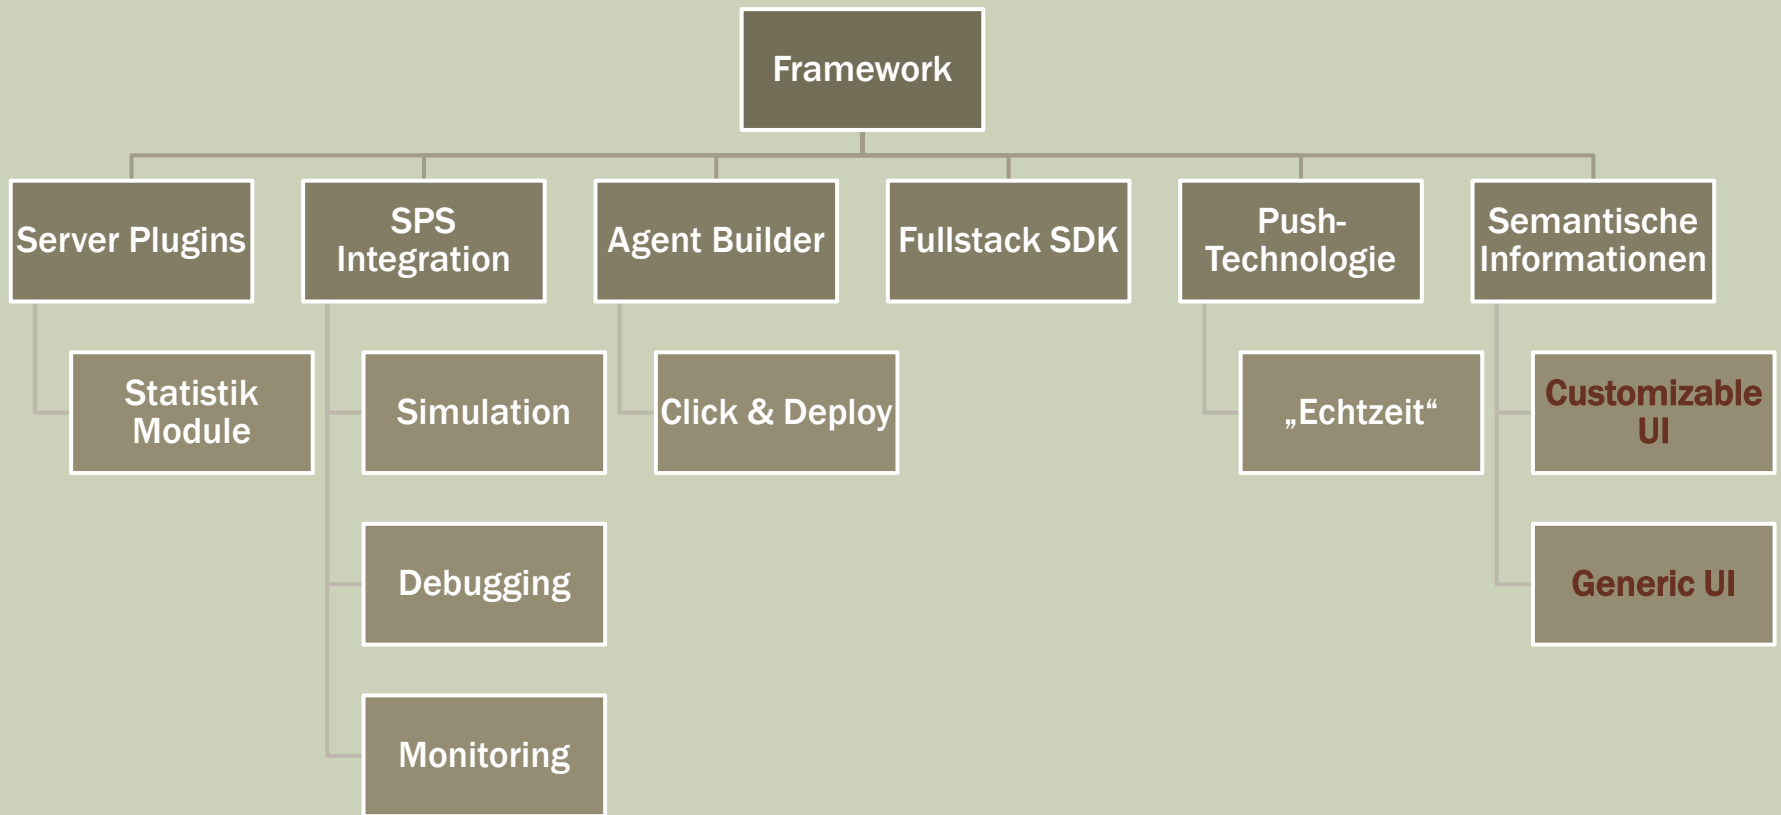 Framework
Server Plugins
SPS
Integration
Agent Builder
Fullstack SDK
Push-
Technologie
Semantische
Informationen
Statistik
Module
Simulation
Click & Deploy
„Echtzeit“
Customizable
UI
Debugging
Generic UI
Monitoring